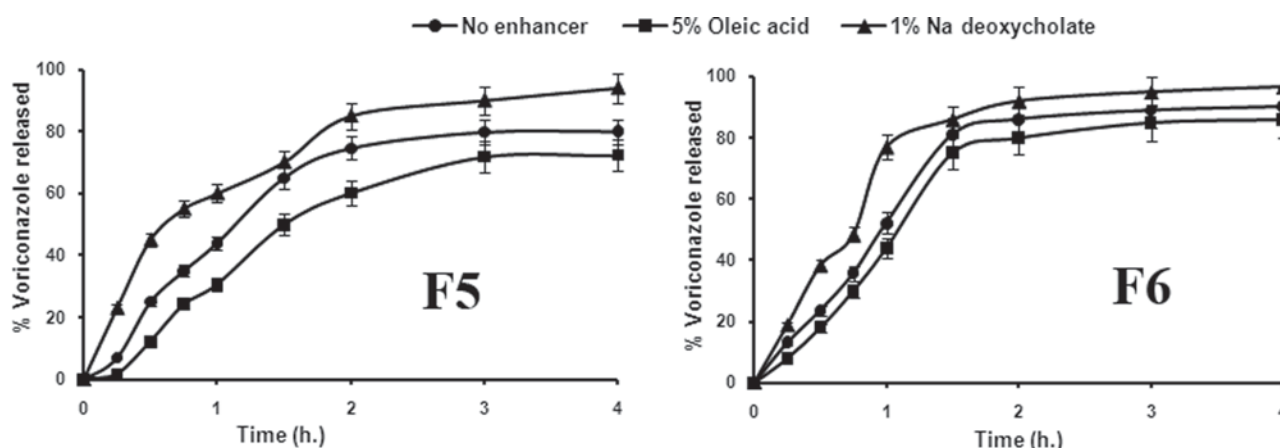 No enhancer 5% Oleic acid 1% Na deoxycholate
% Voriconazole released
100
80
60
40
20
0
F5
0 1 2 3 4
Time (h.)
% Voriconazole released
100
80
60
40
20
0
F6
0 1 2 3 4
Time (h.)